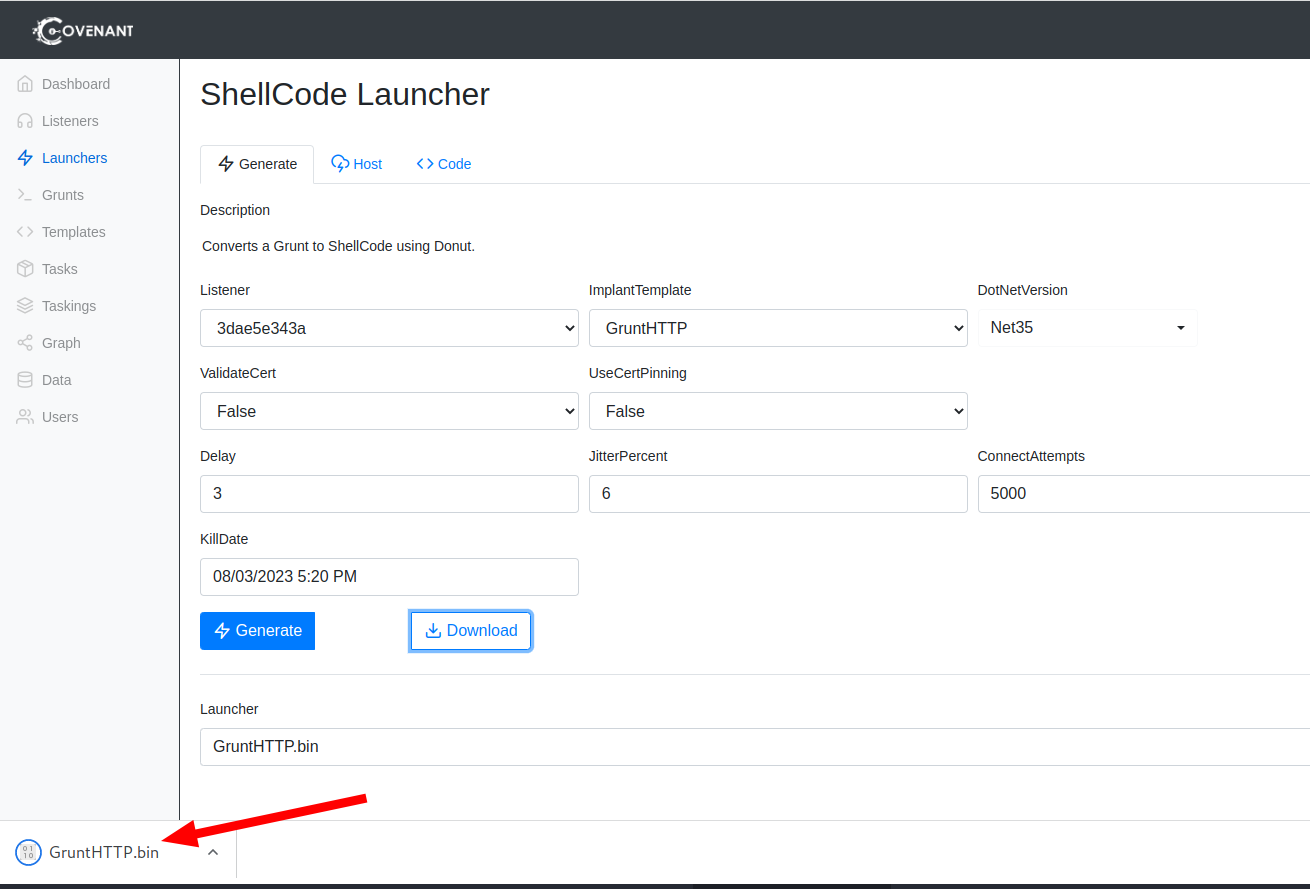 COVENANT
Dashboard
Listeners
Launchers
Grunts
Templates
Tasks
Taskings
Graph
Data
Users
ShellCode Launcher
Generate Host Code
Description
Converts a Grunt to ShellCode using Donut.
Listener ImplantTemplate DotNetVersion
3dae5e343a GruntHTTP Net35
ValidateCert UseCertPinning
False False
Delay JitterPercent ConnectAttempts
3 6 5000
KillDate
08/03/2023 5:20 PM
Generate Download
Launcher
GruntHTTP.bin
01
10
GruntHTTP.bin